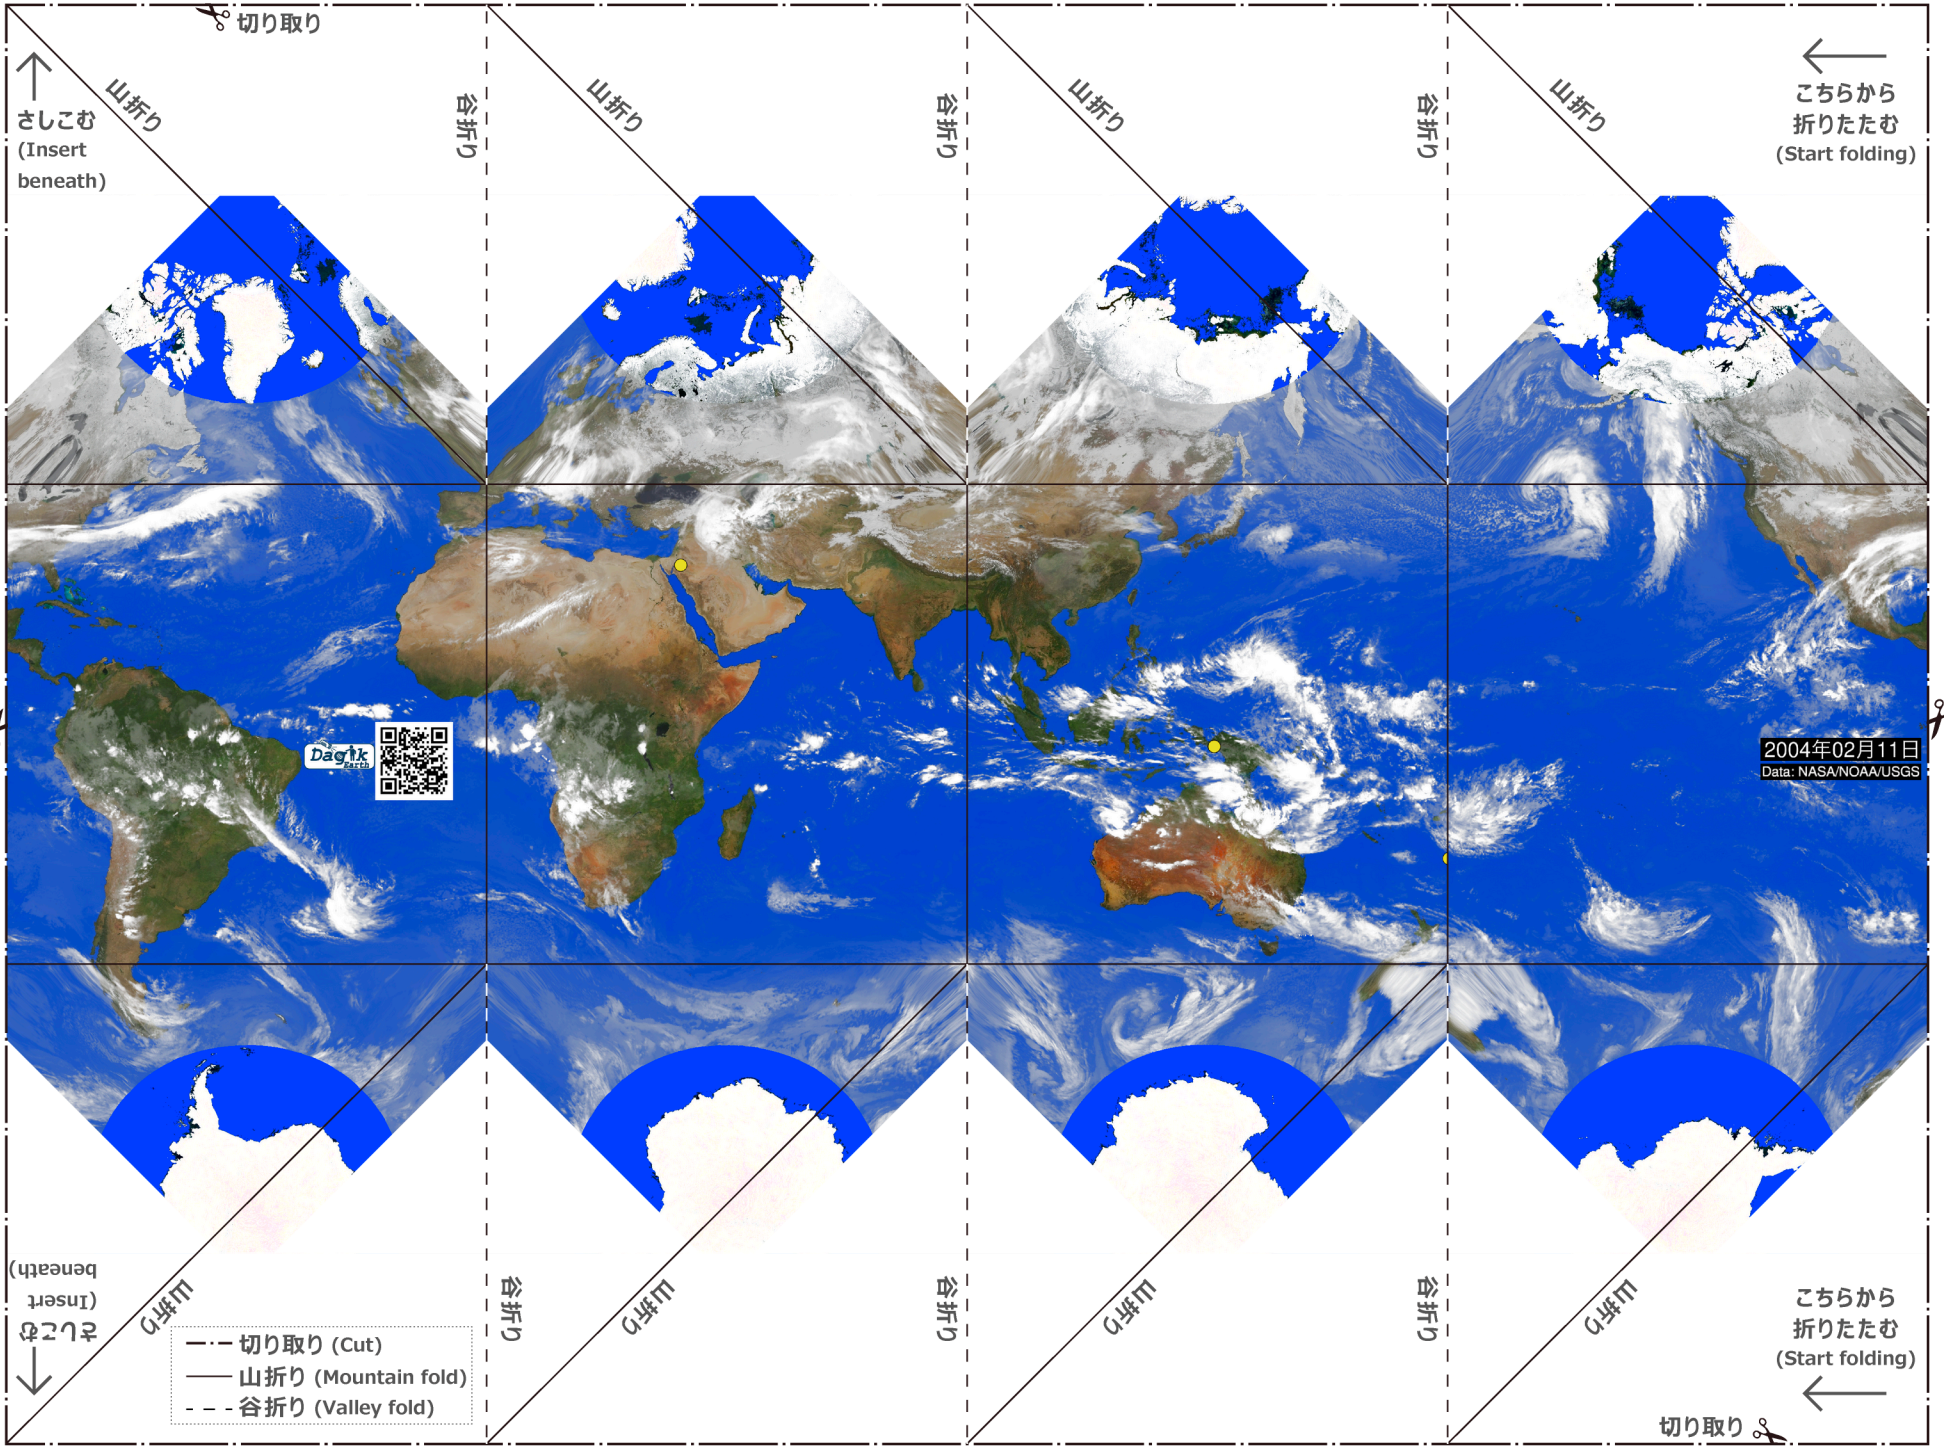 切り取り
山折り
谷折り
山折り
谷折り
山折り
谷折り
山折り
さしこむ
(Insert
beneath)
こちらから
折りたたむ
(Start folding)
Dagik
Earth
2004年02月11日
Data: NASA/NOAA/USGS
さしこむ
(Insert
beneath)
山折り
谷折り
山折り
谷折り
山折り
谷折り
山折り
切り取り (Cut)
山折り (Mountain fold)
谷折り (Valley fold)
こちらから
折りたたむ
(Start folding)
切り取り